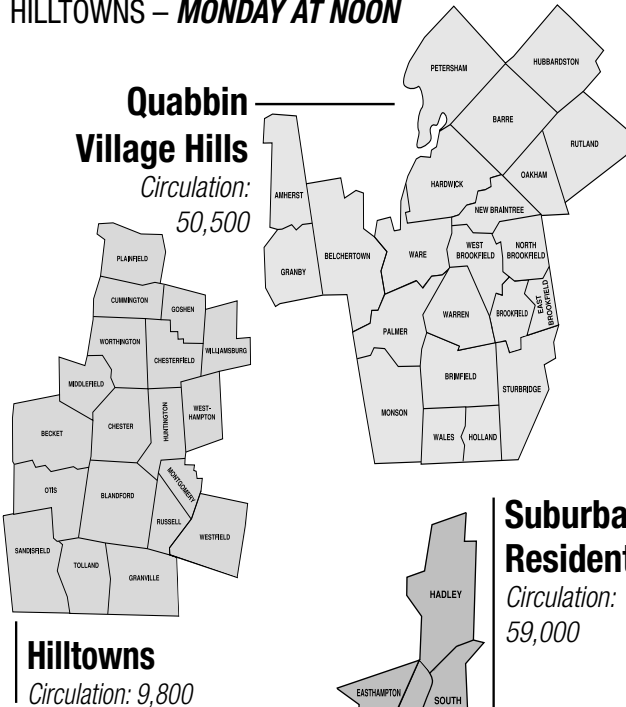 HILLTOWNS – MONDAY AT NOON
Quabbin
Village Hills
Circulation:
50,500
PETERSHAM
HUBBARDSTON
BARRE
RUTLAND
HARDWICK
OAKHAM
NEW BRAINTREE
AMHERST
BELCHERTOWN
WARE
WEST
BROOKFIELD
NORTH
BROOKFIELD
GRANBY
EAST
BROOKFIELD
BROOKFIELD
WARREN
PALMER
BRIMFIELD
STURBRIDGE
MONSON
WALES
HOLLAND
PLAINFIELD
CUMMINGTON
GOSHEN
WORTHINGTON
CHESTERFIELD
WILLIAMSBURG
MIDDLEFIELD
WEST-
HAMPTON
HUNTINGTON
CHESTER
BECKET
MONTGOMERY
OTIS
BLANDFORD
RUSSELL
WESTFIELD
SANDISFIELD
TOLLAND
GRANVILLE
Hilltowns
Circulation: 9,800
Suburba
Resident
Circulation:
59,000
HADLEY
EASTHAMPTON
SOUTH